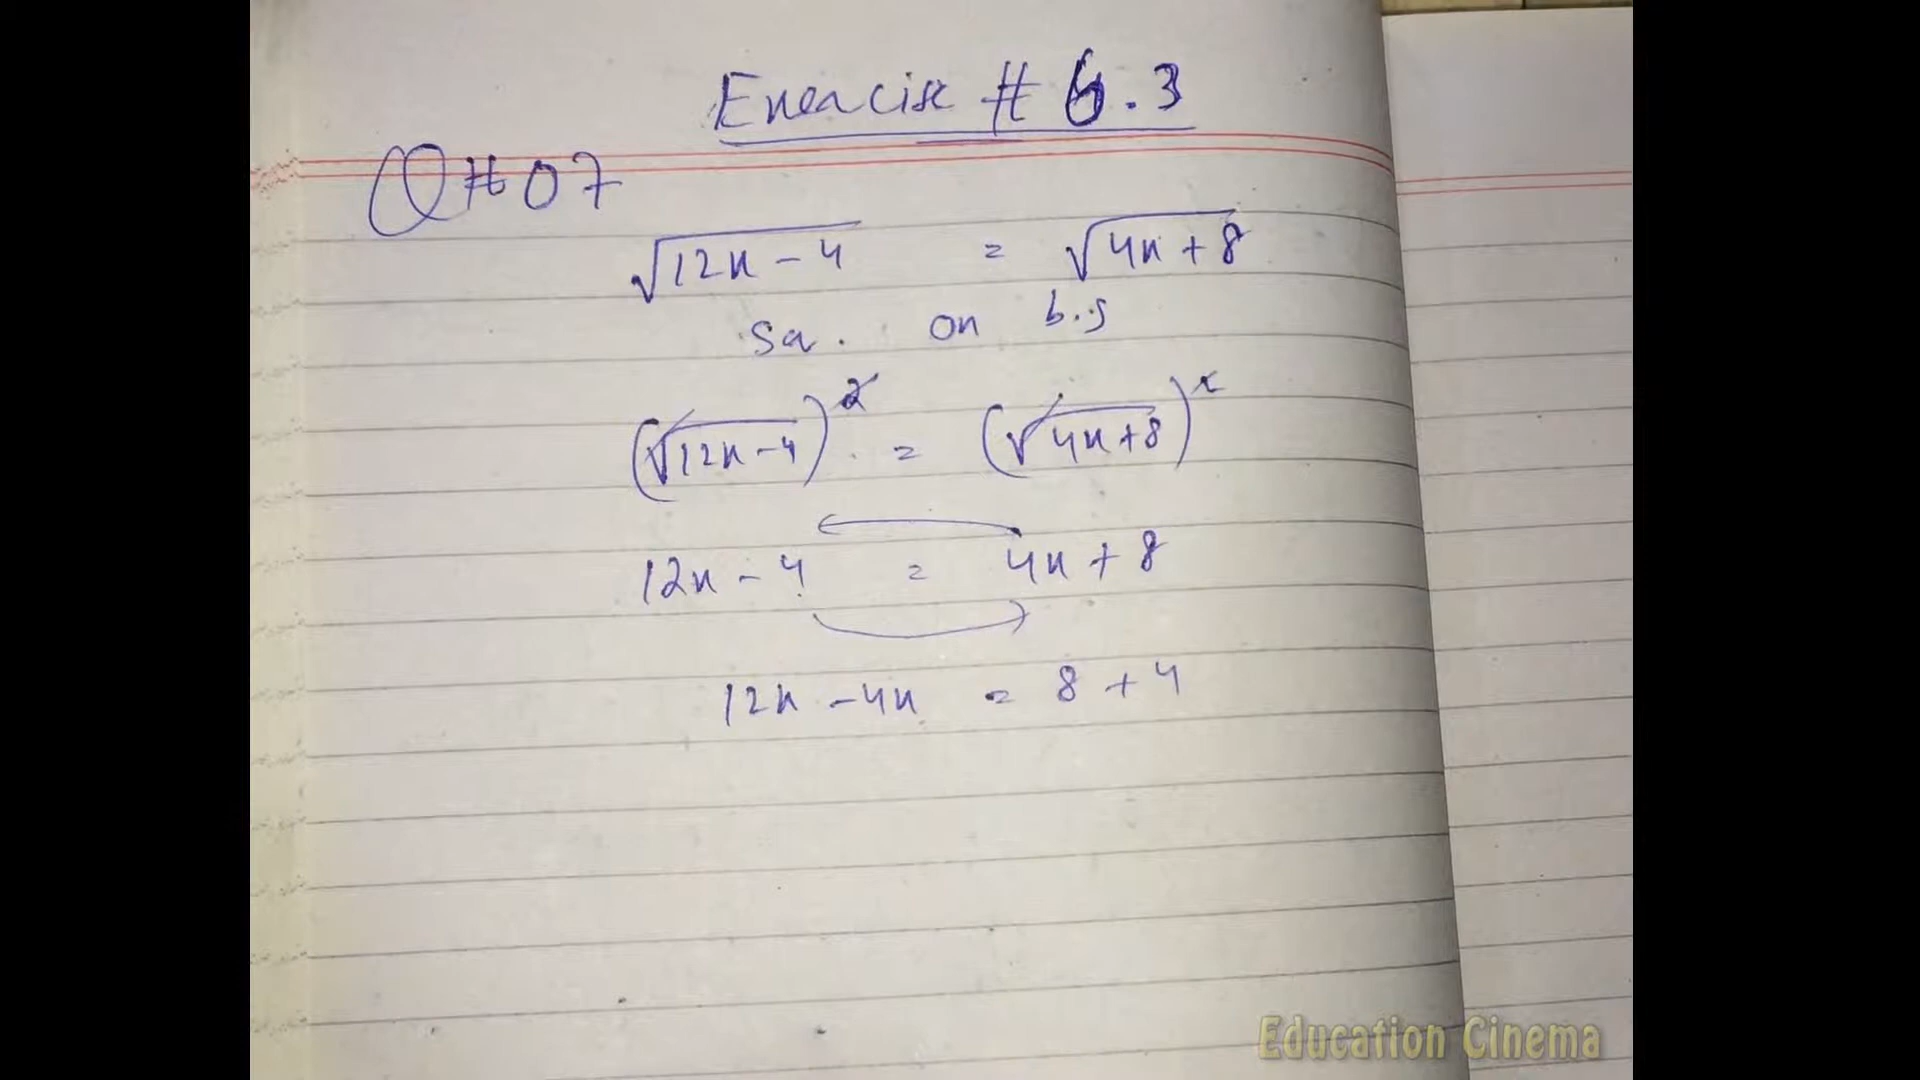 Exercise # 6.3
Q#07
√12x - 4 = √4x + 8
Sq. on b.s
(√12x-4)² = (√4x+8)²
12x - 4 = 4x + 8
12x - 4x = 8 + 4
Education Cinema